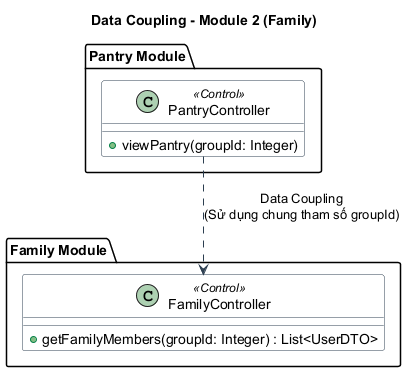 Data Coupling - Module 2 (Family)
Pantry Module
C
«Control»
PantryController
viewPantry(groupId: Integer)
Data Coupling
(Sử dụng chung tham số groupId)
Family Module
C
«Control»
FamilyController
getFamilyMembers(groupId: Integer) : List<UserDTO>